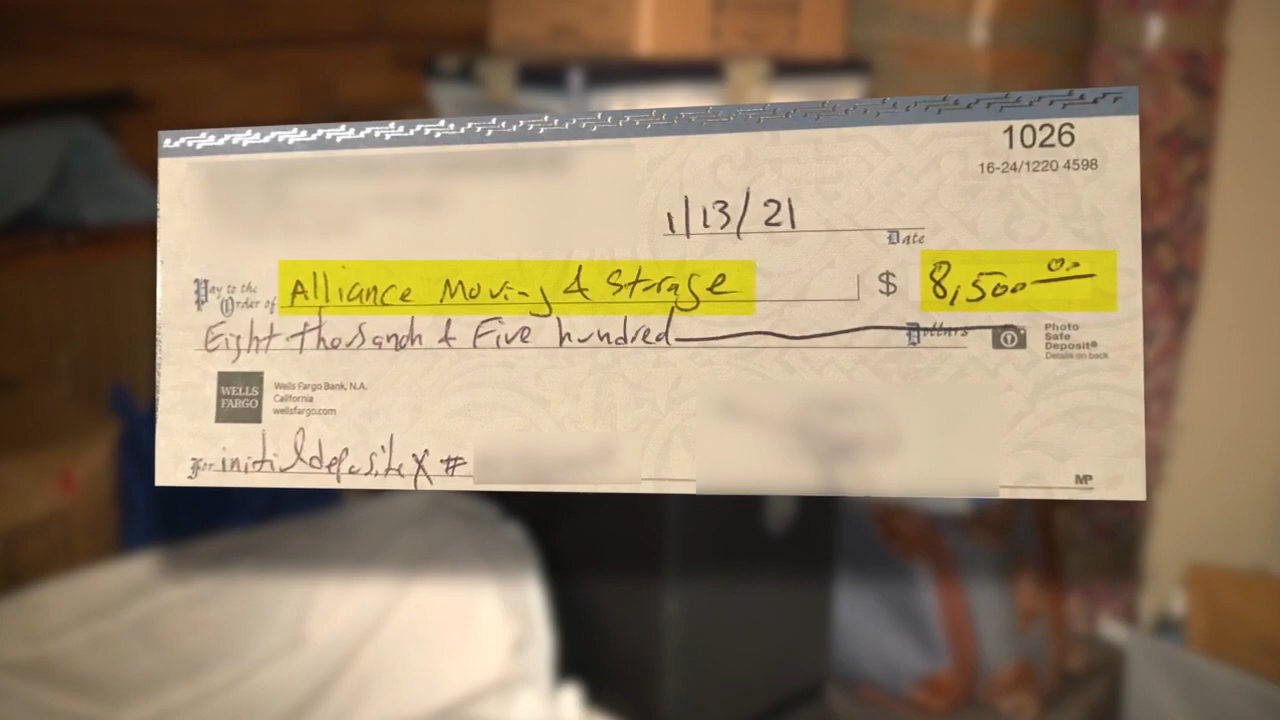 1026
16-24/1220 4598
1/13/21
Date
Pay to the Order of Alliance Moving & Storage $ 8,500 00
Eight thousand & Five hundred Dollars
Photo Safe Deposit®
Details on back
WELLS FARGO
Wells Fargo Bank, N.A.
California
wellsfargo.com
For initial deposite #
MP